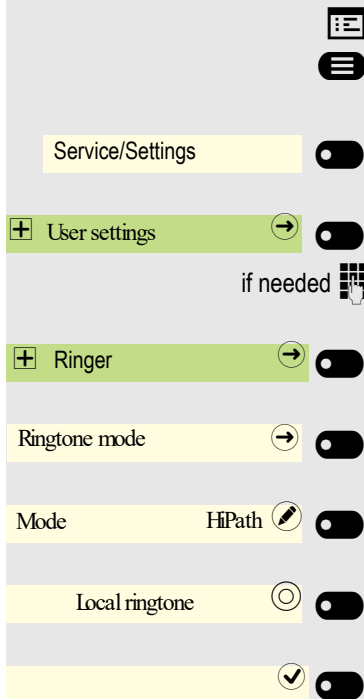 Service/Settings
User settings
if needed
Ringer
Ringtone mode
Mode HiPath
Local ringtone